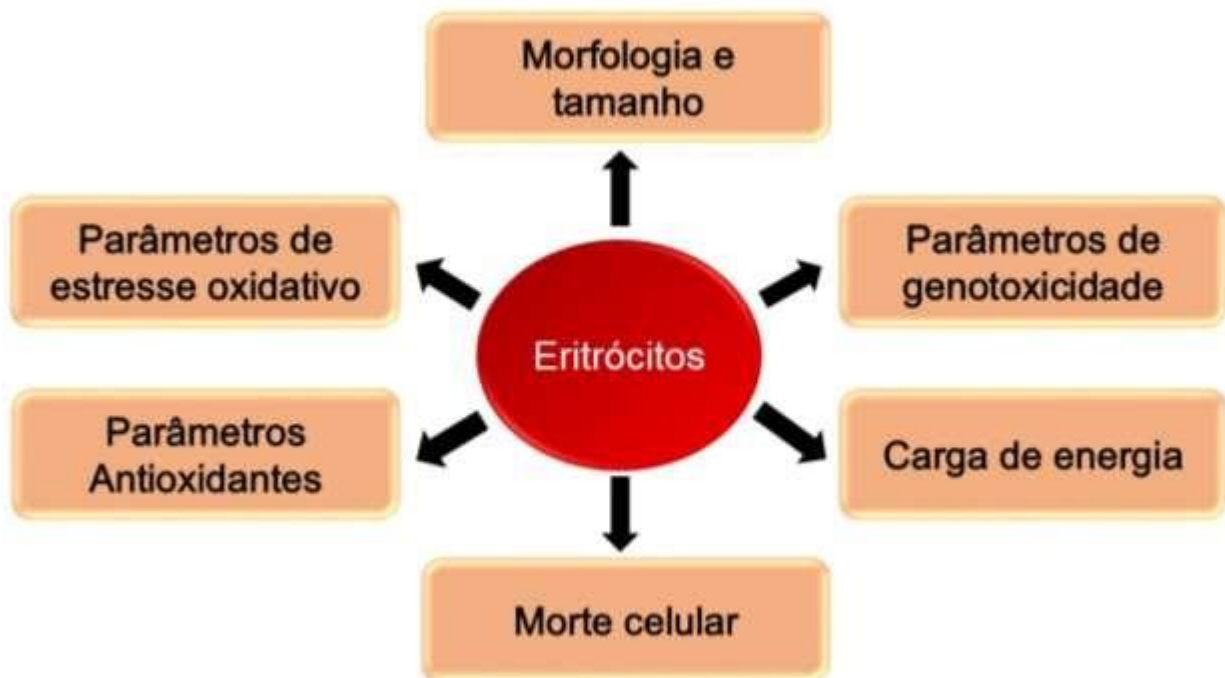 Morfologia e
tamanho
Parâmetros de
estresse oxidativo
Parâmetros de
genotoxicidade
Eritrócitos
Parâmetros
Antioxidantes
Carga de energia
Morte celular